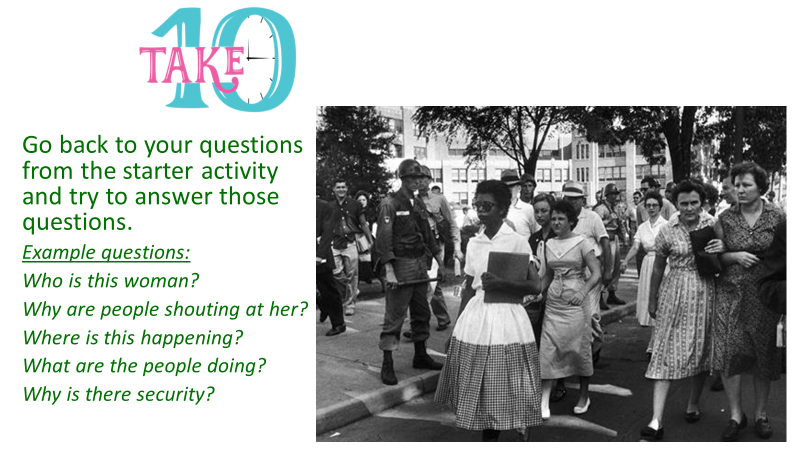 TAKE 10
Go back to your questions
from the starter activity
and try to answer those
questions.
Example questions:
Who is this woman?
Why are people shouting at her?
Where is this happening?
What are the people doing?
Why is there security?